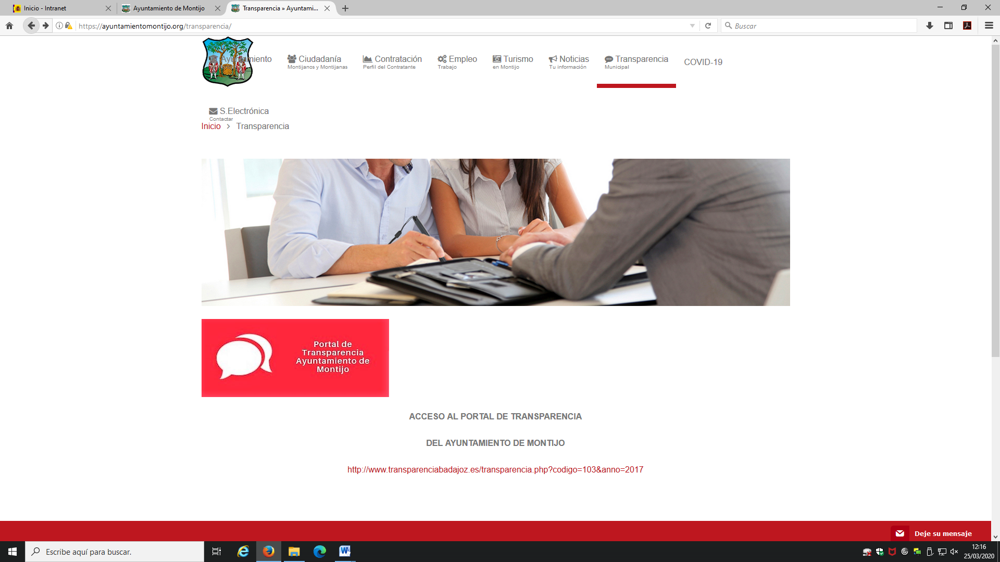 Inicio - Intranet
Ayuntamiento de Montijo
Transparencia » Ayuntami...
https://ayuntamientomontijo.org/transparencia/
Buscar
Ayuntamiento
Ciudadanía
Montijanos y Montijanas
Contratación
Perfil del Contratante
Empleo
Trabajo
Turismo
en Montijo
Noticias
Tu información
Transparencia
Municipal
COVID-19
S.Electrónica
Contactar
Inicio > Transparencia
Portal de
Transparencia
Ayuntamiento de
Montijo
ACCESO AL PORTAL DE TRANSPARENCIA
DEL AYUNTAMIENTO DE MONTIJO
http://www.transparenciabadajoz.es/transparencia.php?codigo=103&anno=2017
Deje su mensaje
Escribe aquí para buscar.
12:16
25/03/2020